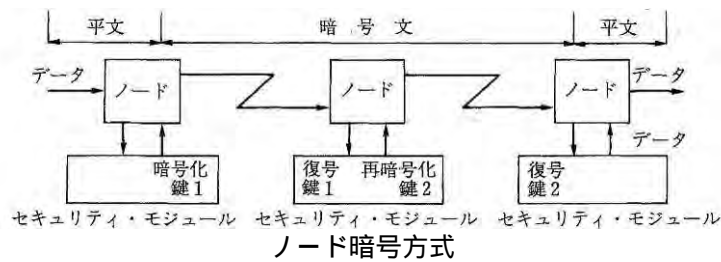 平文 暗号文 平文
データ ノード ノード ノード データ
データ
暗号化 復号 再暗号化 復号
鍵1 鍵1 鍵2 鍵2
セキュリティ・モジュール セキュリティ・モジュール セキュリティ・モジュール
ノード暗号方式